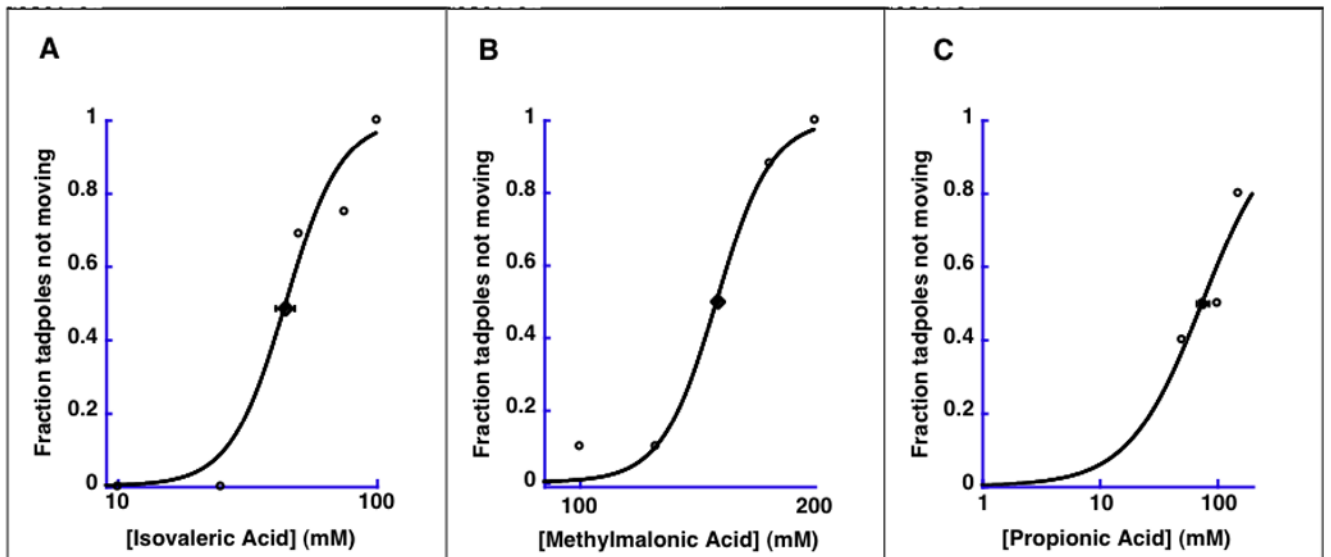 A
B
C
Fraction tadpoles not moving
1
0.8
0.6
0.4
0.2
0
10
100
[Isovaleric Acid] (mM)
Fraction tadpoles not moving
1
0.8
0.6
0.4
0.2
0
100
200
[Methylmalonic Acid] (mM)
Fraction tadpoles not moving
1
0.8
0.6
0.4
0.2
0
1
10
100
[Propionic Acid] (mM)